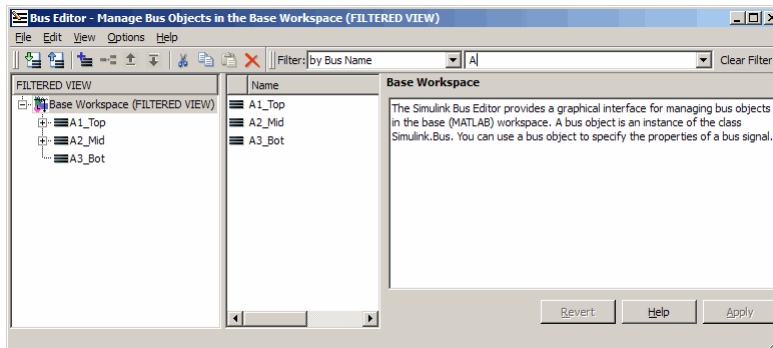 Bus Editor - Manage Bus Objects in the Base Workspace (FILTERED VIEW)
File Edit View Options Help
Filter: by Bus Name A Clear Filter
FILTERED VIEW
Base Workspace (FILTERED VIEW)
A1_Top
A2_Mid
A3_Bot
Name
A1_Top
A2_Mid
A3_Bot
Base Workspace
The Simulink Bus Editor provides a graphical interface for managing bus objects
in the base (MATLAB) workspace. A bus object is an instance of the class
Simulink.Bus. You can use a bus object to specify the properties of a bus signal.
Revert Help Apply